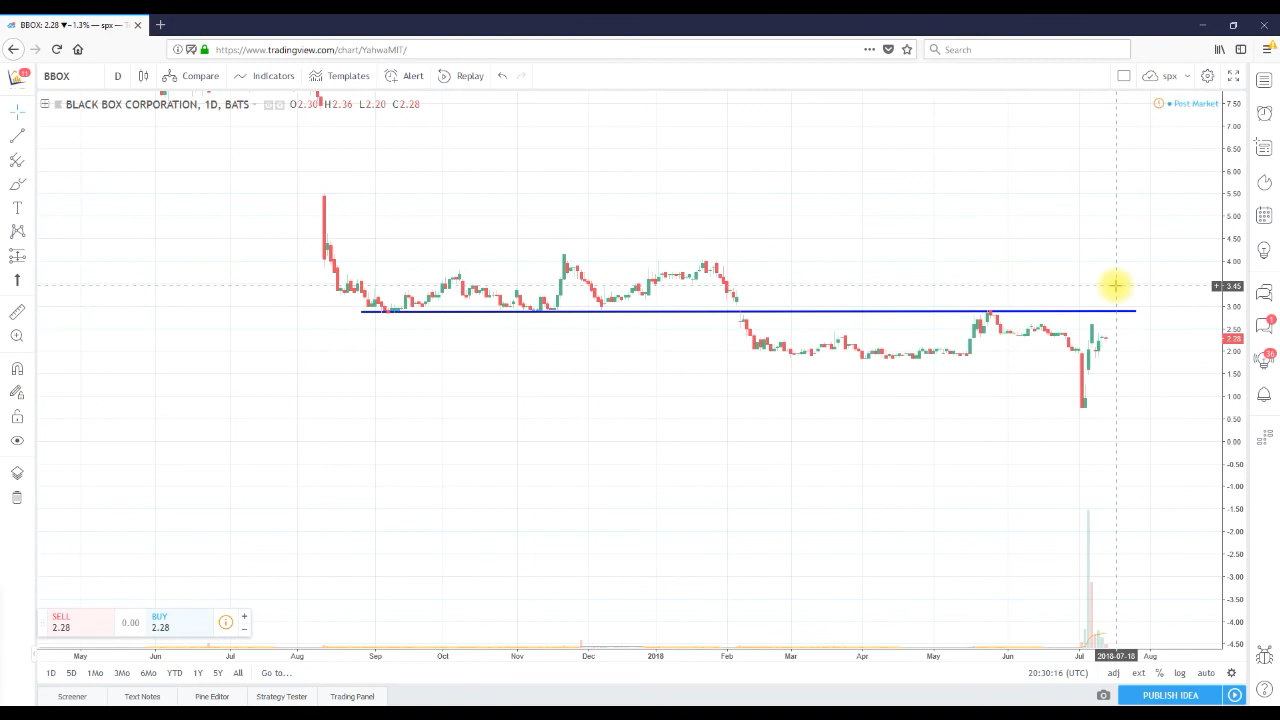 BBOX: 2.28 ▼−1.3% — spx — T
https://www.tradingview.com/chart/YahwaMIT/
Search
BBOX D Compare Indicators Templates Alert Replay spx
11
BLACK BOX CORPORATION, 1D, BATS O2.30 H2.36 L2.20 C2.28
Post Market
7.50
7.00
6.50
6.00
5.50
5.00
4.50
4.00
3.45
3.00
2.50
2.28
2.00
1.50
1.00
0.50
0.00
-0.50
-1.00
-1.50
-2.00
-2.50
-3.00
-3.50
-4.00
-4.50
1
36
SELL
2.28
0.00
BUY
2.28
May Jun Jul Aug Sep Oct Nov Dec 2018 Feb Mar Apr May Jun Jul 2018-07-18 Aug
1D 5D 1Mo 3Mo 6Mo YTD 1Y 5Y All Go to...
20:30:16 (UTC) adj ext % log auto
Screener Text Notes Pine Editor Strategy Tester Trading Panel
PUBLISH IDEA